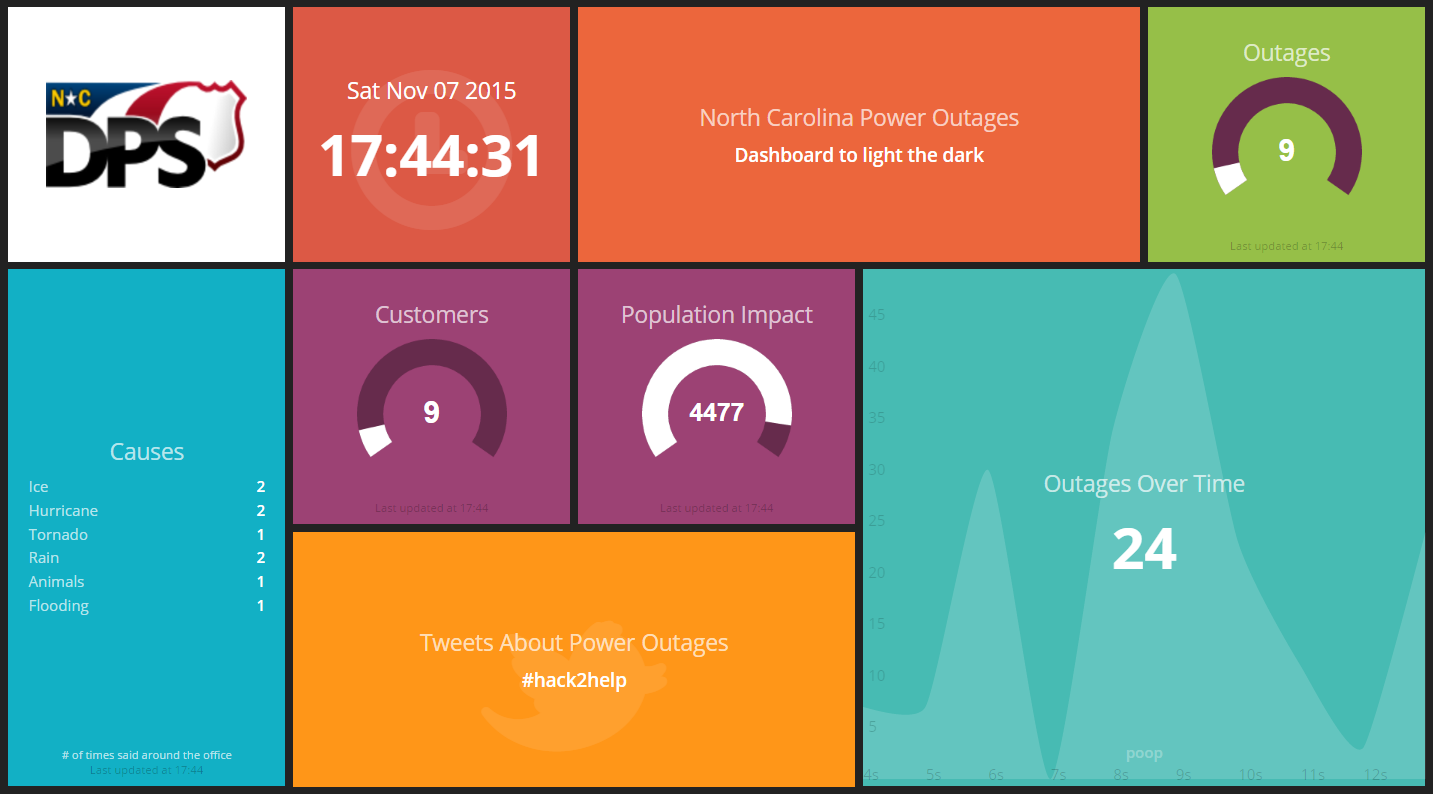 N★C
DPS
Sat Nov 07 2015
17:44:31
North Carolina Power Outages
Dashboard to light the dark
Outages
9
Last updated at 17:44
Causes
Ice 2
Hurricane 2
Tornado 1
Rain 2
Animals 1
Flooding 1
# of times said around the office
Last updated at 17:44
Customers
9
Last updated at 17:44
Population Impact
4477
Last updated at 17:44
Tweets About Power Outages
#hack2help
45
40
35
30
Outages Over Time
25
24
20
15
10
5
poop
4s 5s 6s 7s 8s 9s 10s 11s 12s